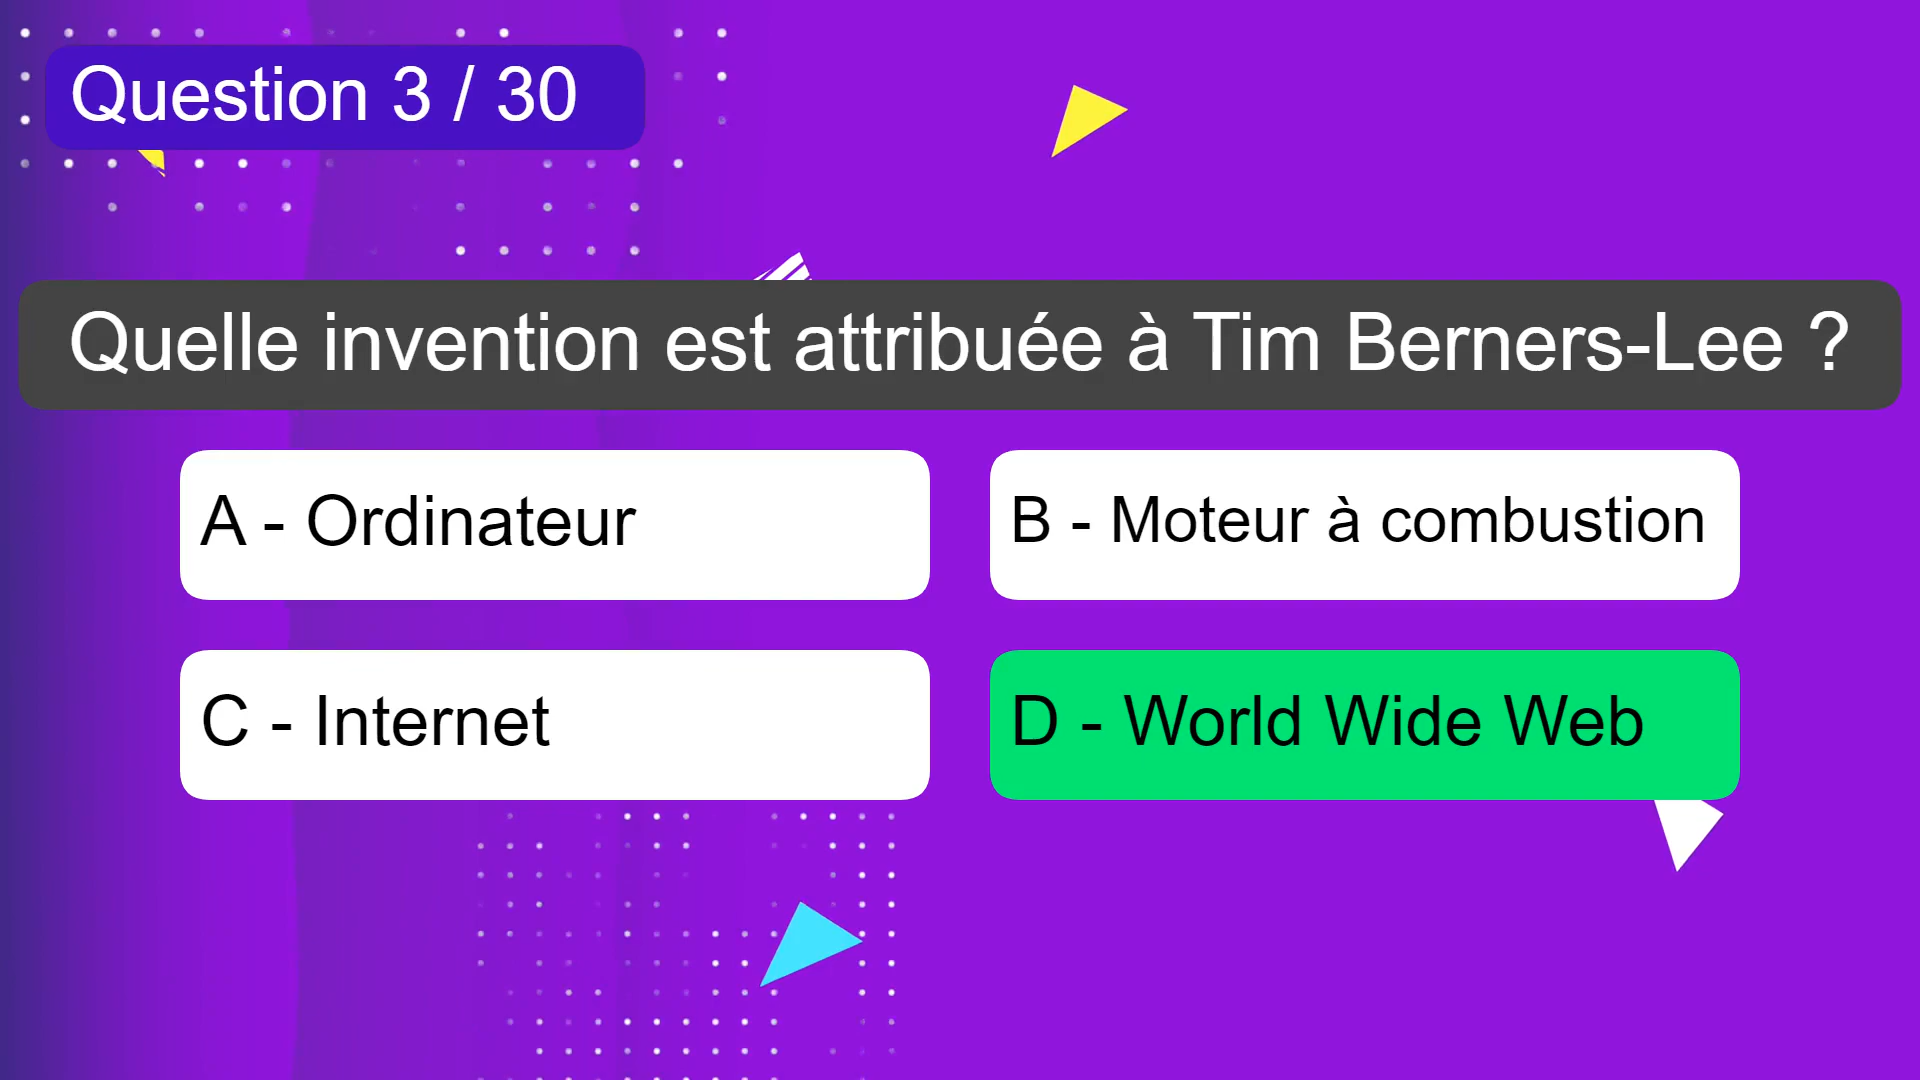 Question 3 / 30
Quelle invention est attribuée à Tim Berners-Lee ?
A - Ordinateur
B - Moteur à combustion
C - Internet
D - World Wide Web